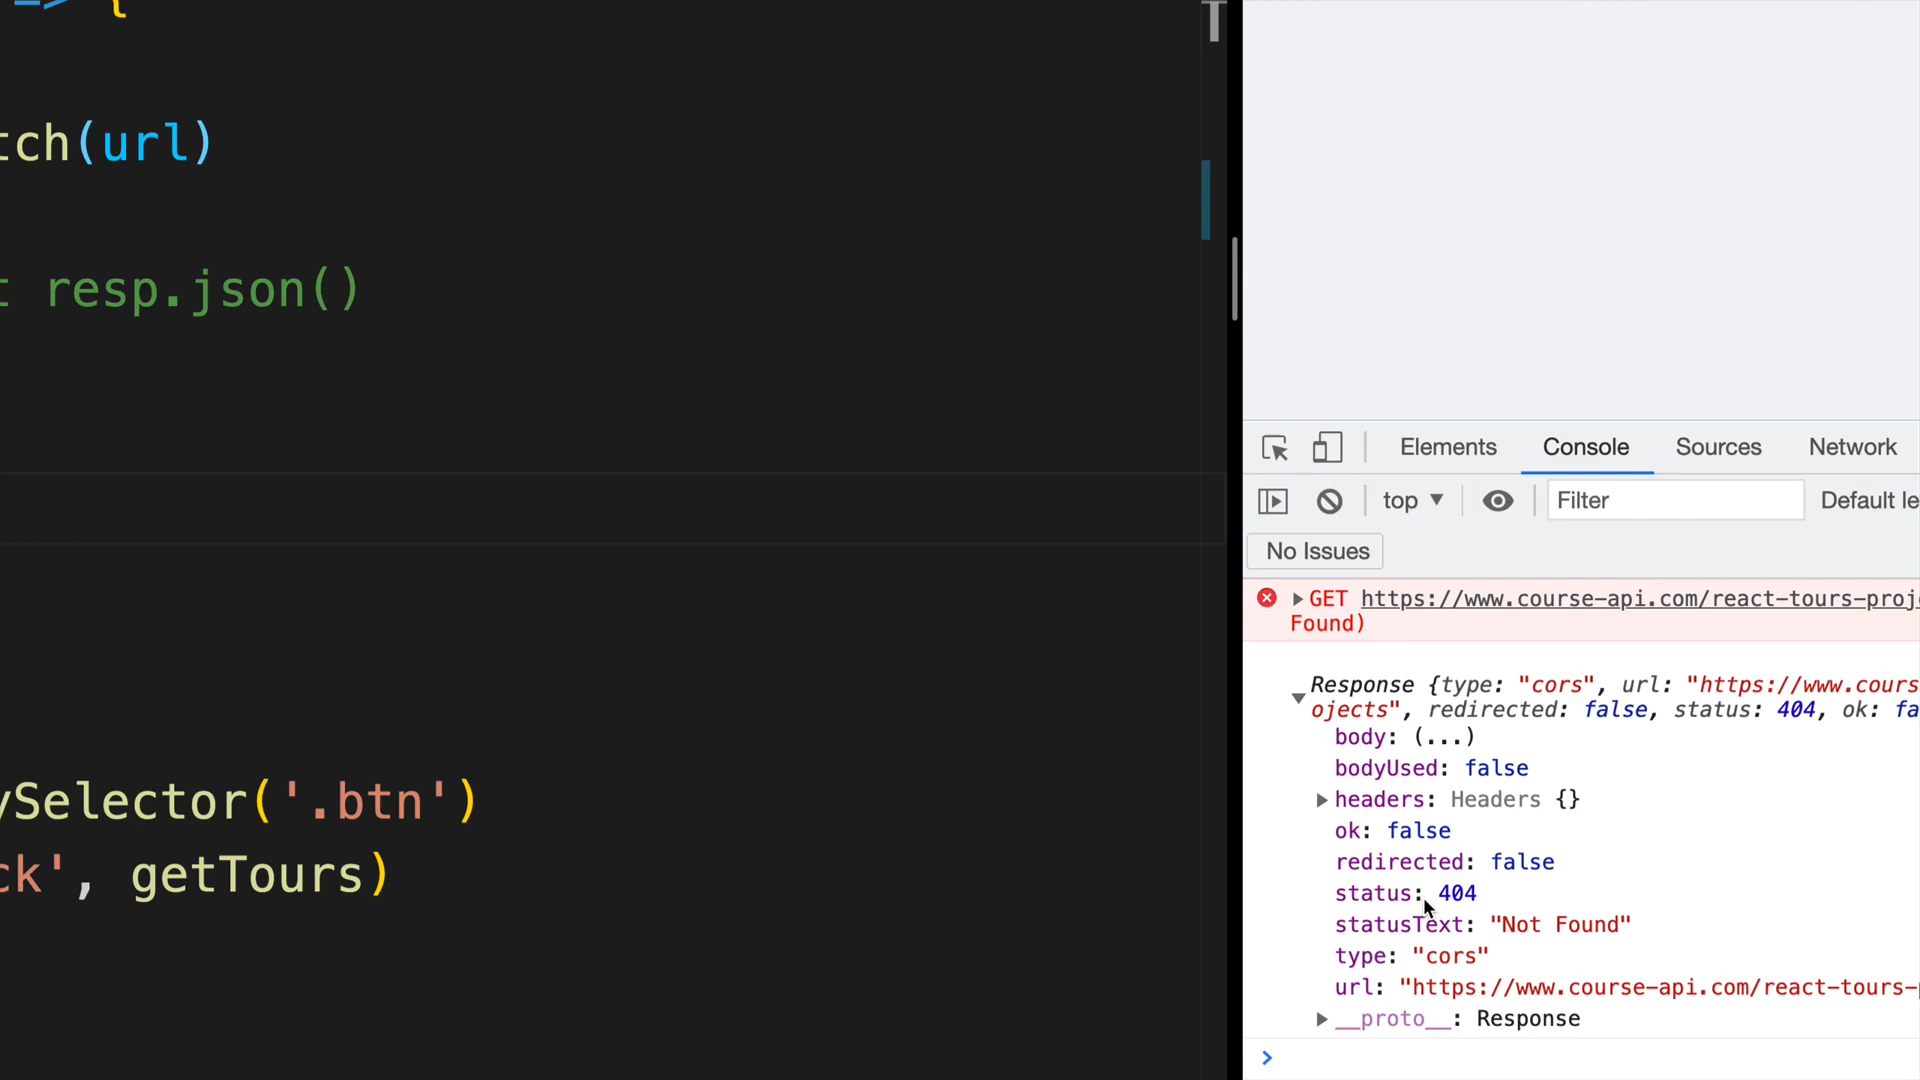 => {
tch(url)
t resp.json()
ySelector('.btn')
ck', getTours)
Elements Console Sources Network
top Filter Default le
No Issues
GET https://www.course-api.com/react-tours-proj
Found)
Response {type: "cors", url: "https://www.cours
ojects", redirected: false, status: 404, ok: fa
body: (...)
bodyUsed: false
headers: Headers {}
ok: false
redirected: false
status: 404
statusText: "Not Found"
type: "cors"
url: "https://www.course-api.com/react-tours-p
__proto__: Response